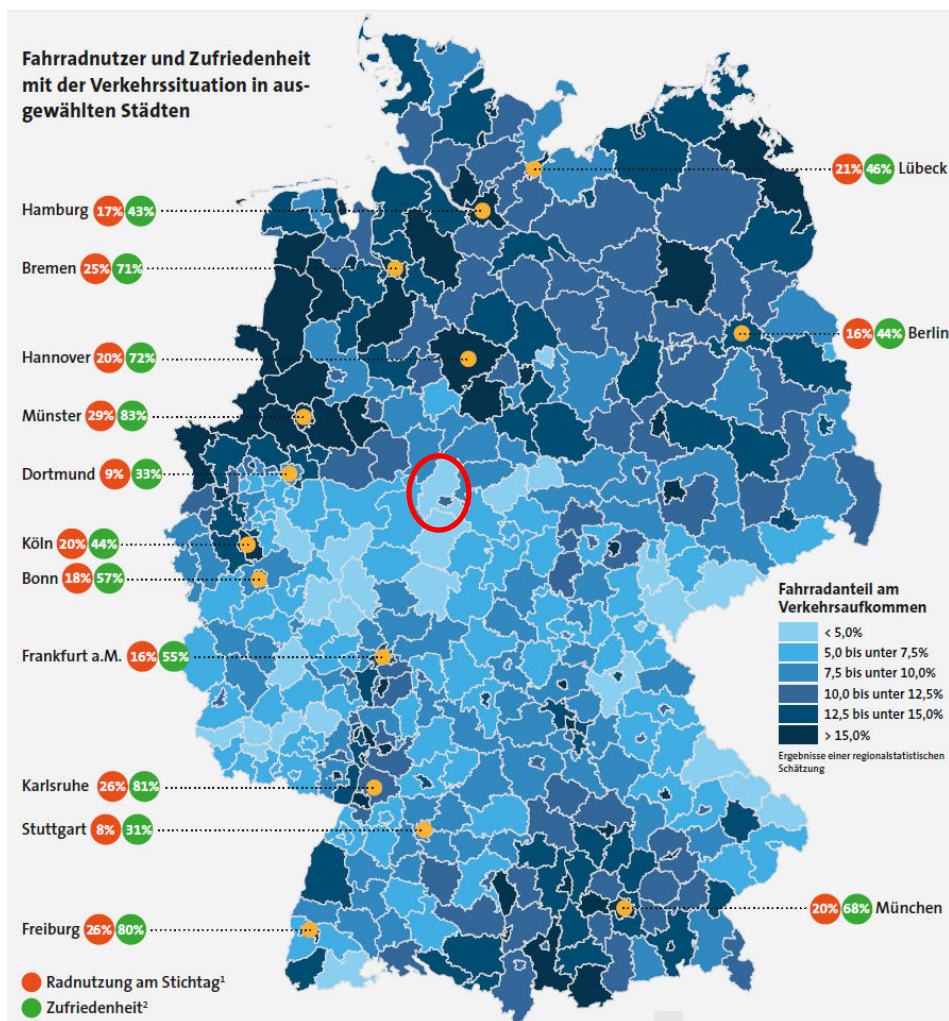 Fahrradnutzer und Zufriedenheit
mit der Verkehrssituation in aus-
gewählten Städten
21% 46% Lübeck
Hamburg 17% 43%
Bremen 25% 71%
16% 44% Berlin
Hannover 20% 72%
Münster 29% 83%
Dortmund 9% 33%
Köln 20% 44%
Bonn 18% 57%
Fahrradanteil am
Verkehrsaufkommen
< 5,0%
5,0 bis unter 7,5%
7,5 bis unter 10,0%
10,0 bis unter 12,5%
12,5 bis unter 15,0%
> 15,0%
Ergebnisse einer regionalstatistischen
Schätzung
Frankfurt a.M. 16% 55%
Karlsruhe 26% 81%
Stuttgart 8% 31%
20% 68% München
Freiburg 26% 80%
Radnutzung am Stichtag¹
Zufriedenheit²